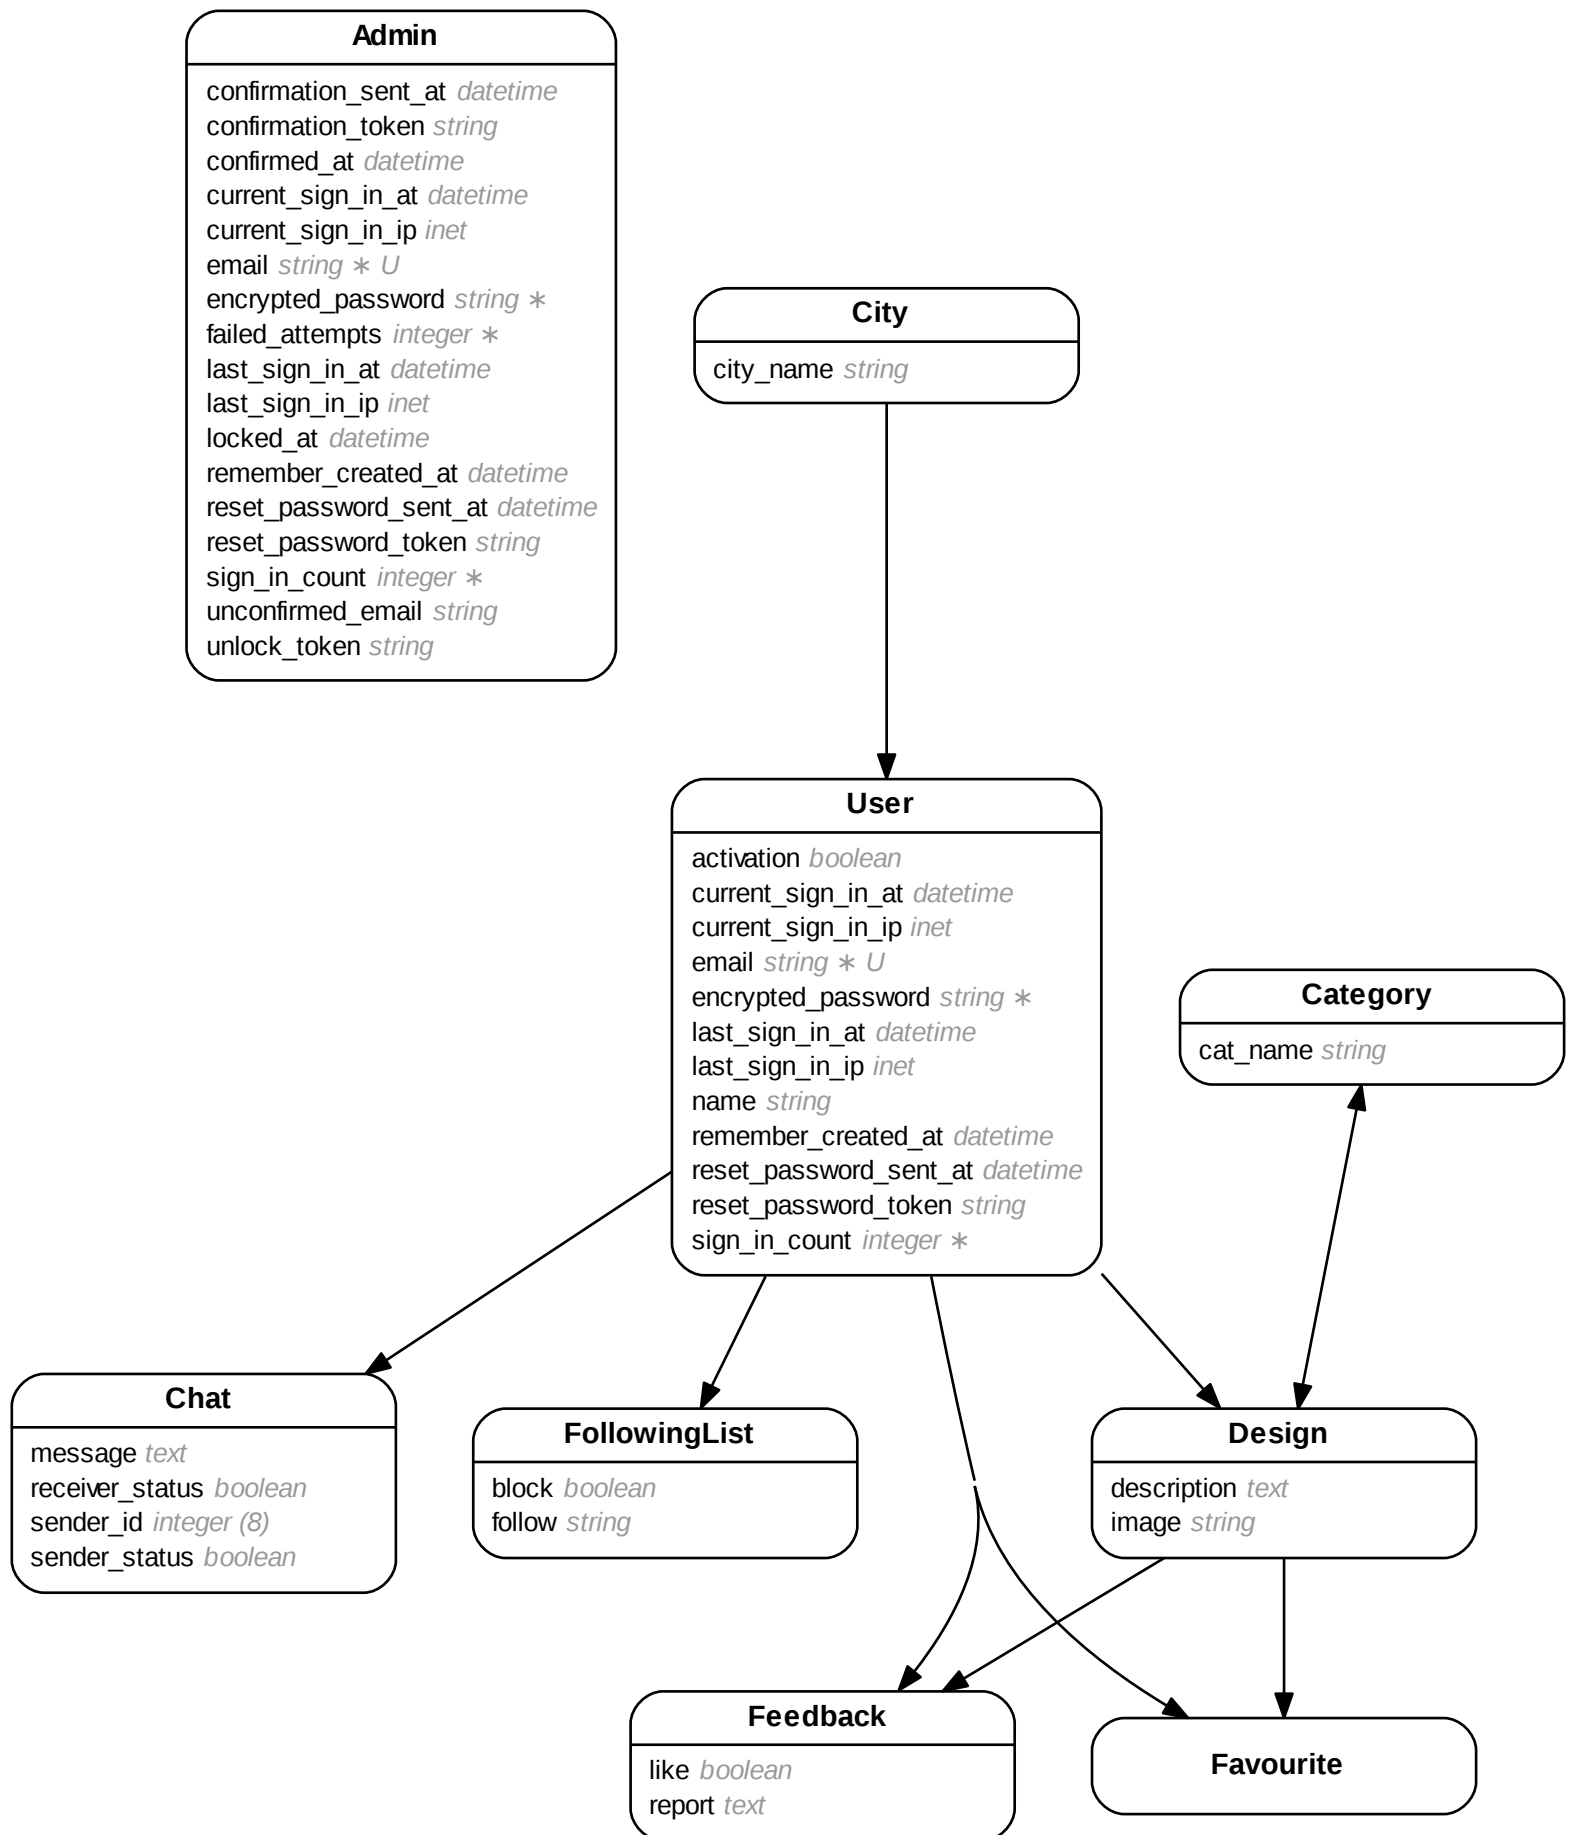 Admin
confirmation_sent_at datetime
confirmation_token string
confirmed_at datetime
current_sign_in_at datetime
current_sign_in_ip inet
email string ∗ U
encrypted_password string ∗
failed_attempts integer ∗
last_sign_in_at datetime
last_sign_in_ip inet
locked_at datetime
remember_created_at datetime
reset_password_sent_at datetime
reset_password_token string
sign_in_count integer ∗
unconfirmed_email string
unlock_token string
City
city_name string
User
activation boolean
current_sign_in_at datetime
current_sign_in_ip inet
email string ∗ U
encrypted_password string ∗
last_sign_in_at datetime
last_sign_in_ip inet
name string
remember_created_at datetime
reset_password_sent_at datetime
reset_password_token string
sign_in_count integer ∗
Category
cat_name string
Chat
message text
receiver_status boolean
sender_id integer (8)
sender_status boolean
FollowingList
block boolean
follow string
Design
description text
image string
Feedback
like boolean
report text
Favourite